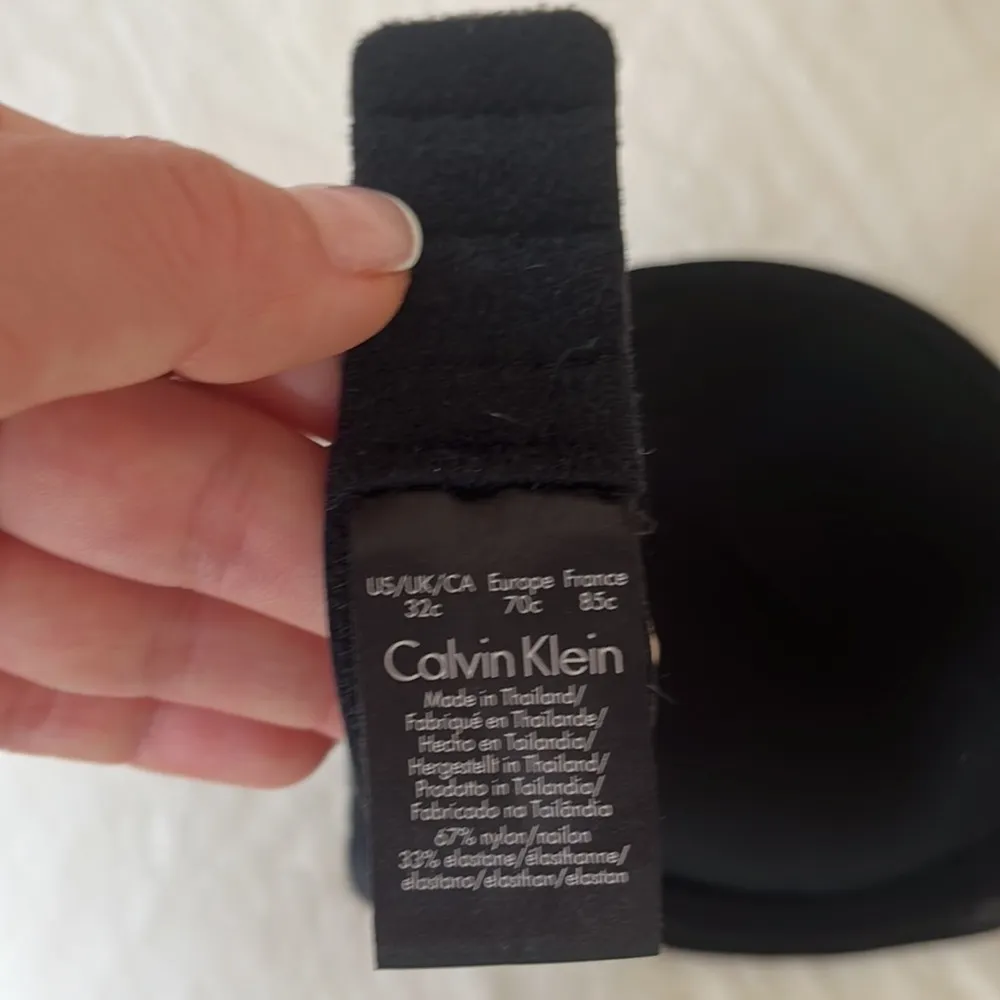 US/UK/CA Europe France
32c 70c 85c
Calvin Klein
Made in Thailand/
Fabriqué en Thaïlande/
Hecho en Tailandia/
Hergestellt in Thailand/
Prodotto in Tailandia/
Fabricado na Tailândia
67% nylon/nailon
33% elastane/élasthanne/
elastano/elasthan/elastan